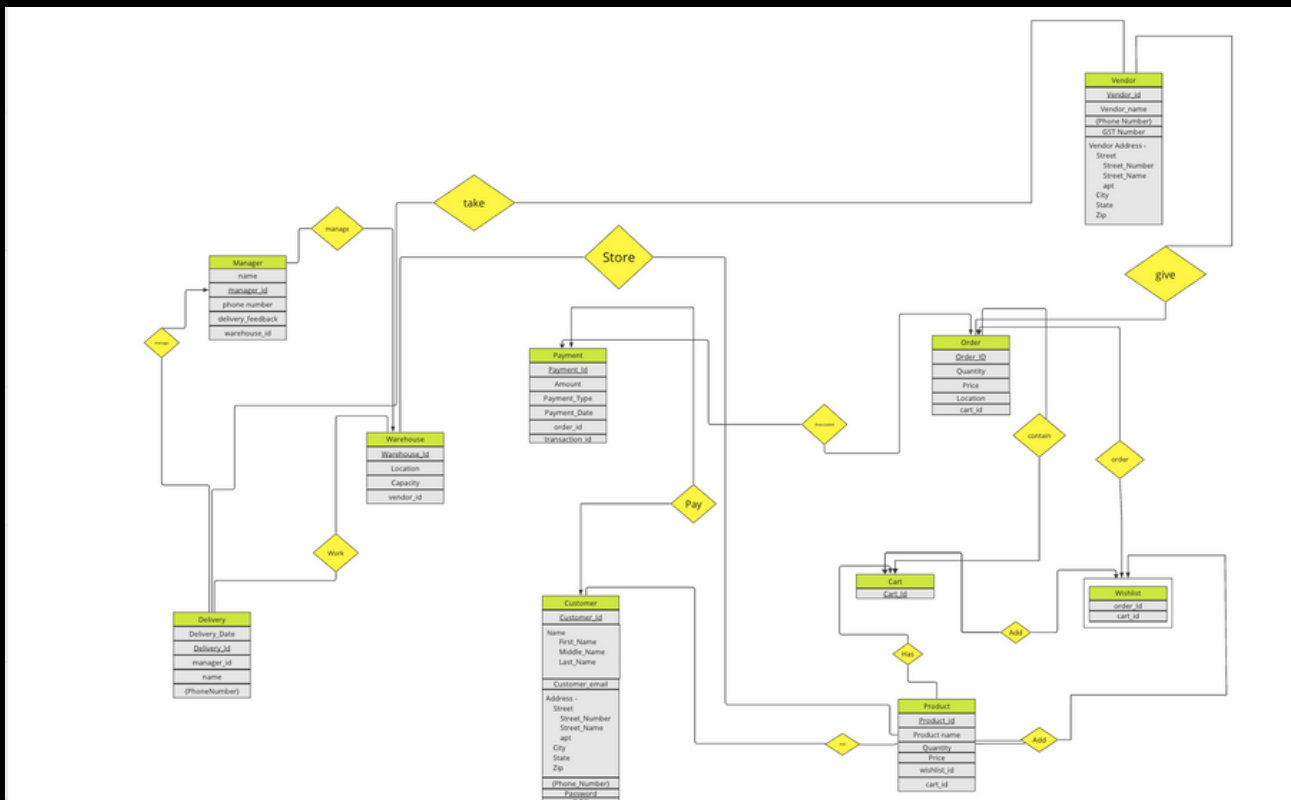 Vendor
Vendor_id
Vendor_name
(Phone Number)
GST Number
Vendor Address -
Street
Street_Number
Street_Name
apt
City
State
Zip
take
manage
Store
give
Manager
name
manager_id
phone number
delivery_feedback
warehouse_id
Payment
Payment_Id
Amount
Payment_Type
Payment_Date
order_id
transaction_id
Order
Order_ID
Quantity
Price
Location
cart_id
contain
order
Warehouse
Warehouse_Id
Location
Capacity
vendor_id
Pay
Work
Cart
Cart_Id
Wishlist
order_Id
cart_id
Add
Has
Delivery
Delivery_Date
Delivery_Id
manager_id
name
(PhoneNumber)
Customer
Customer_Id
Name
First_Name
Middle_Name
Last_Name
Customer_email
Address -
Street
Street_Number
Street_Name
apt
City
State
Zip
(Phone_Number)
Password
Product
Product_id
Product name
Quantity
Price
wishlist_id
cart_id
Add